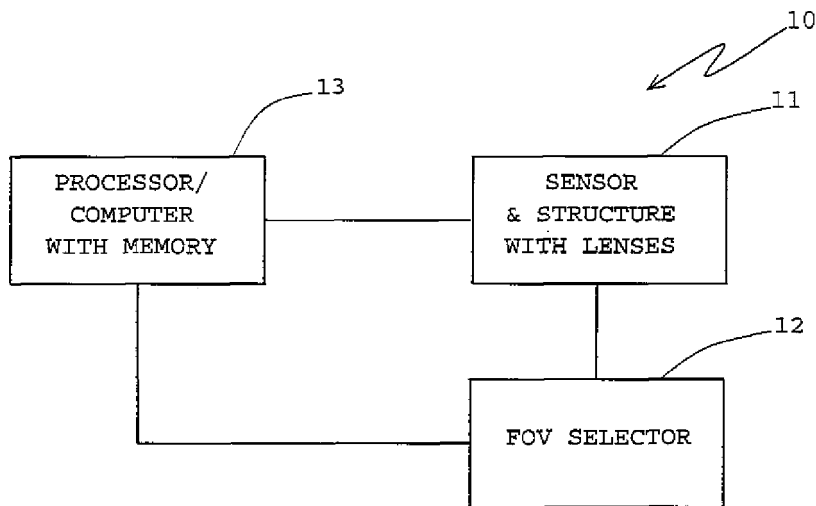 10
13
11
PROCESSOR/
COMPUTER
WITH MEMORY
SENSOR
& STRUCTURE
WITH LENSES
12
FOV SELECTOR